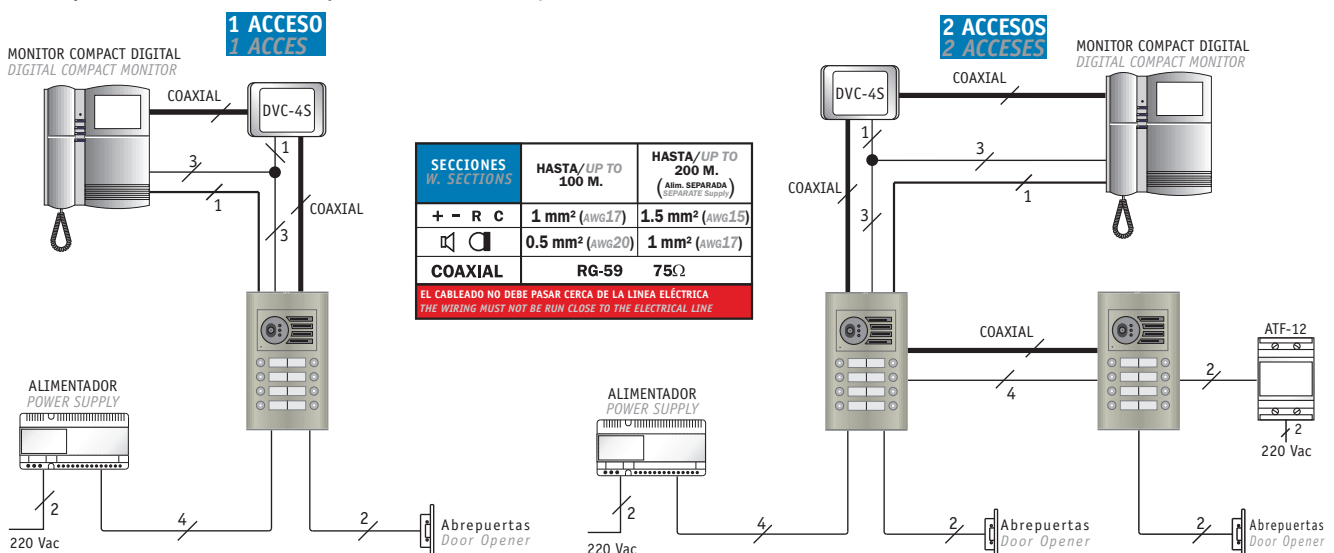 1 ACCESO
1 ACCES
MONITOR COMPACT DIGITAL
DIGITAL COMPACT MONITOR
COAXIAL
DVC-4S
1
3
1
COAXIAL
3
ALIMENTADOR
POWER SUPPLY
2
220 Vac
4
2
Abrepuertas
Door Opener
SECCIONES
W. SECTIONS
HASTA/UP TO
100 M.
HASTA/UP TO
200 M.
(Alim. SEPARADA
SEPARATE Supply)
+ - R C
1 mm² (AWG17)
1.5 mm² (AWG15)
0.5 mm² (AWG20)
1 mm² (AWG17)
COAXIAL
RG-59 75Ω
EL CABLEADO NO DEBE PASAR CERCA DE LA LINEA ELÉCTRICA
THE WIRING MUST NOT BE RUN CLOSE TO THE ELECTRICAL LINE
2 ACCESOS
2 ACCESES
MONITOR COMPACT DIGITAL
DIGITAL COMPACT MONITOR
COAXIAL
DVC-4S
1
3
COAXIAL
1
3
COAXIAL
4
ATF-12
2
2
220 Vac
ALIMENTADOR
POWER SUPPLY
2
220 Vac
4
2
Abrepuertas
Door Opener
2
Abrepuertas
Door Opener